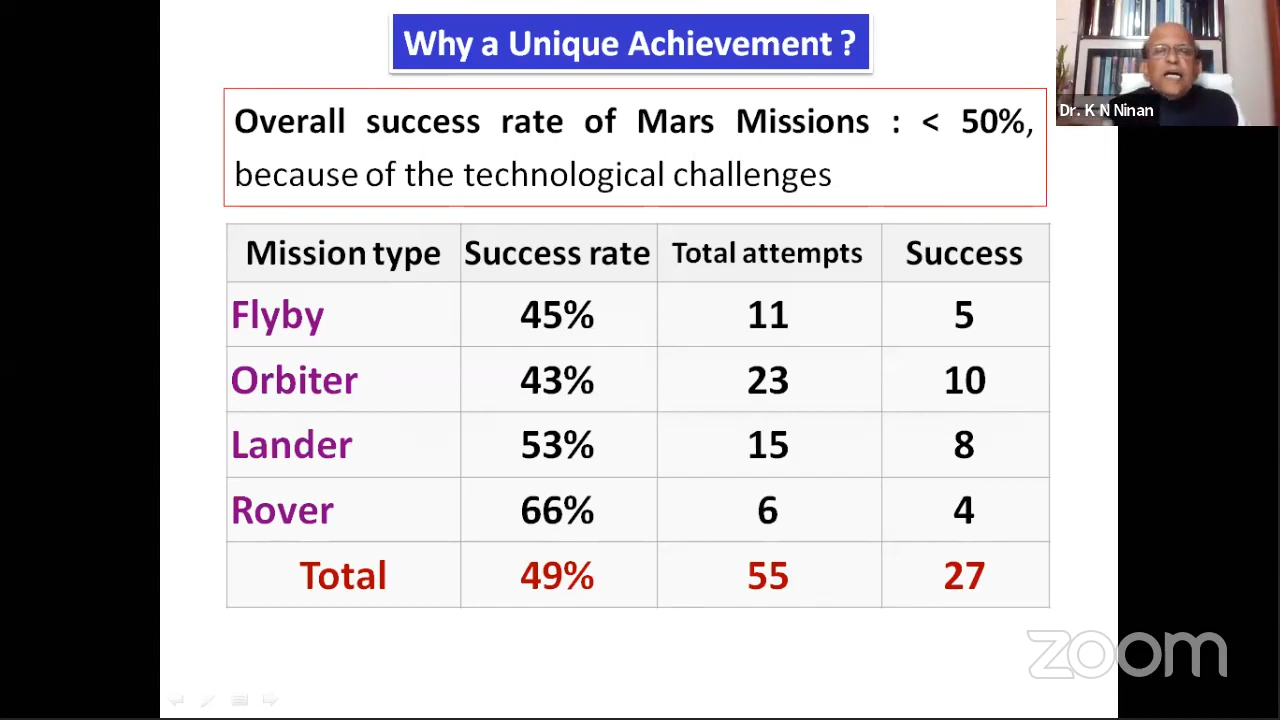 Why a Unique Achievement ?
Dr. K N Ninan
Overall success rate of Mars Missions : < 50%,
because of the technological challenges
Mission type Success rate Total attempts Success
Flyby 45% 11 5
Orbiter 43% 23 10
Lander 53% 15 8
Rover 66% 6 4
Total 49% 55 27
zoom